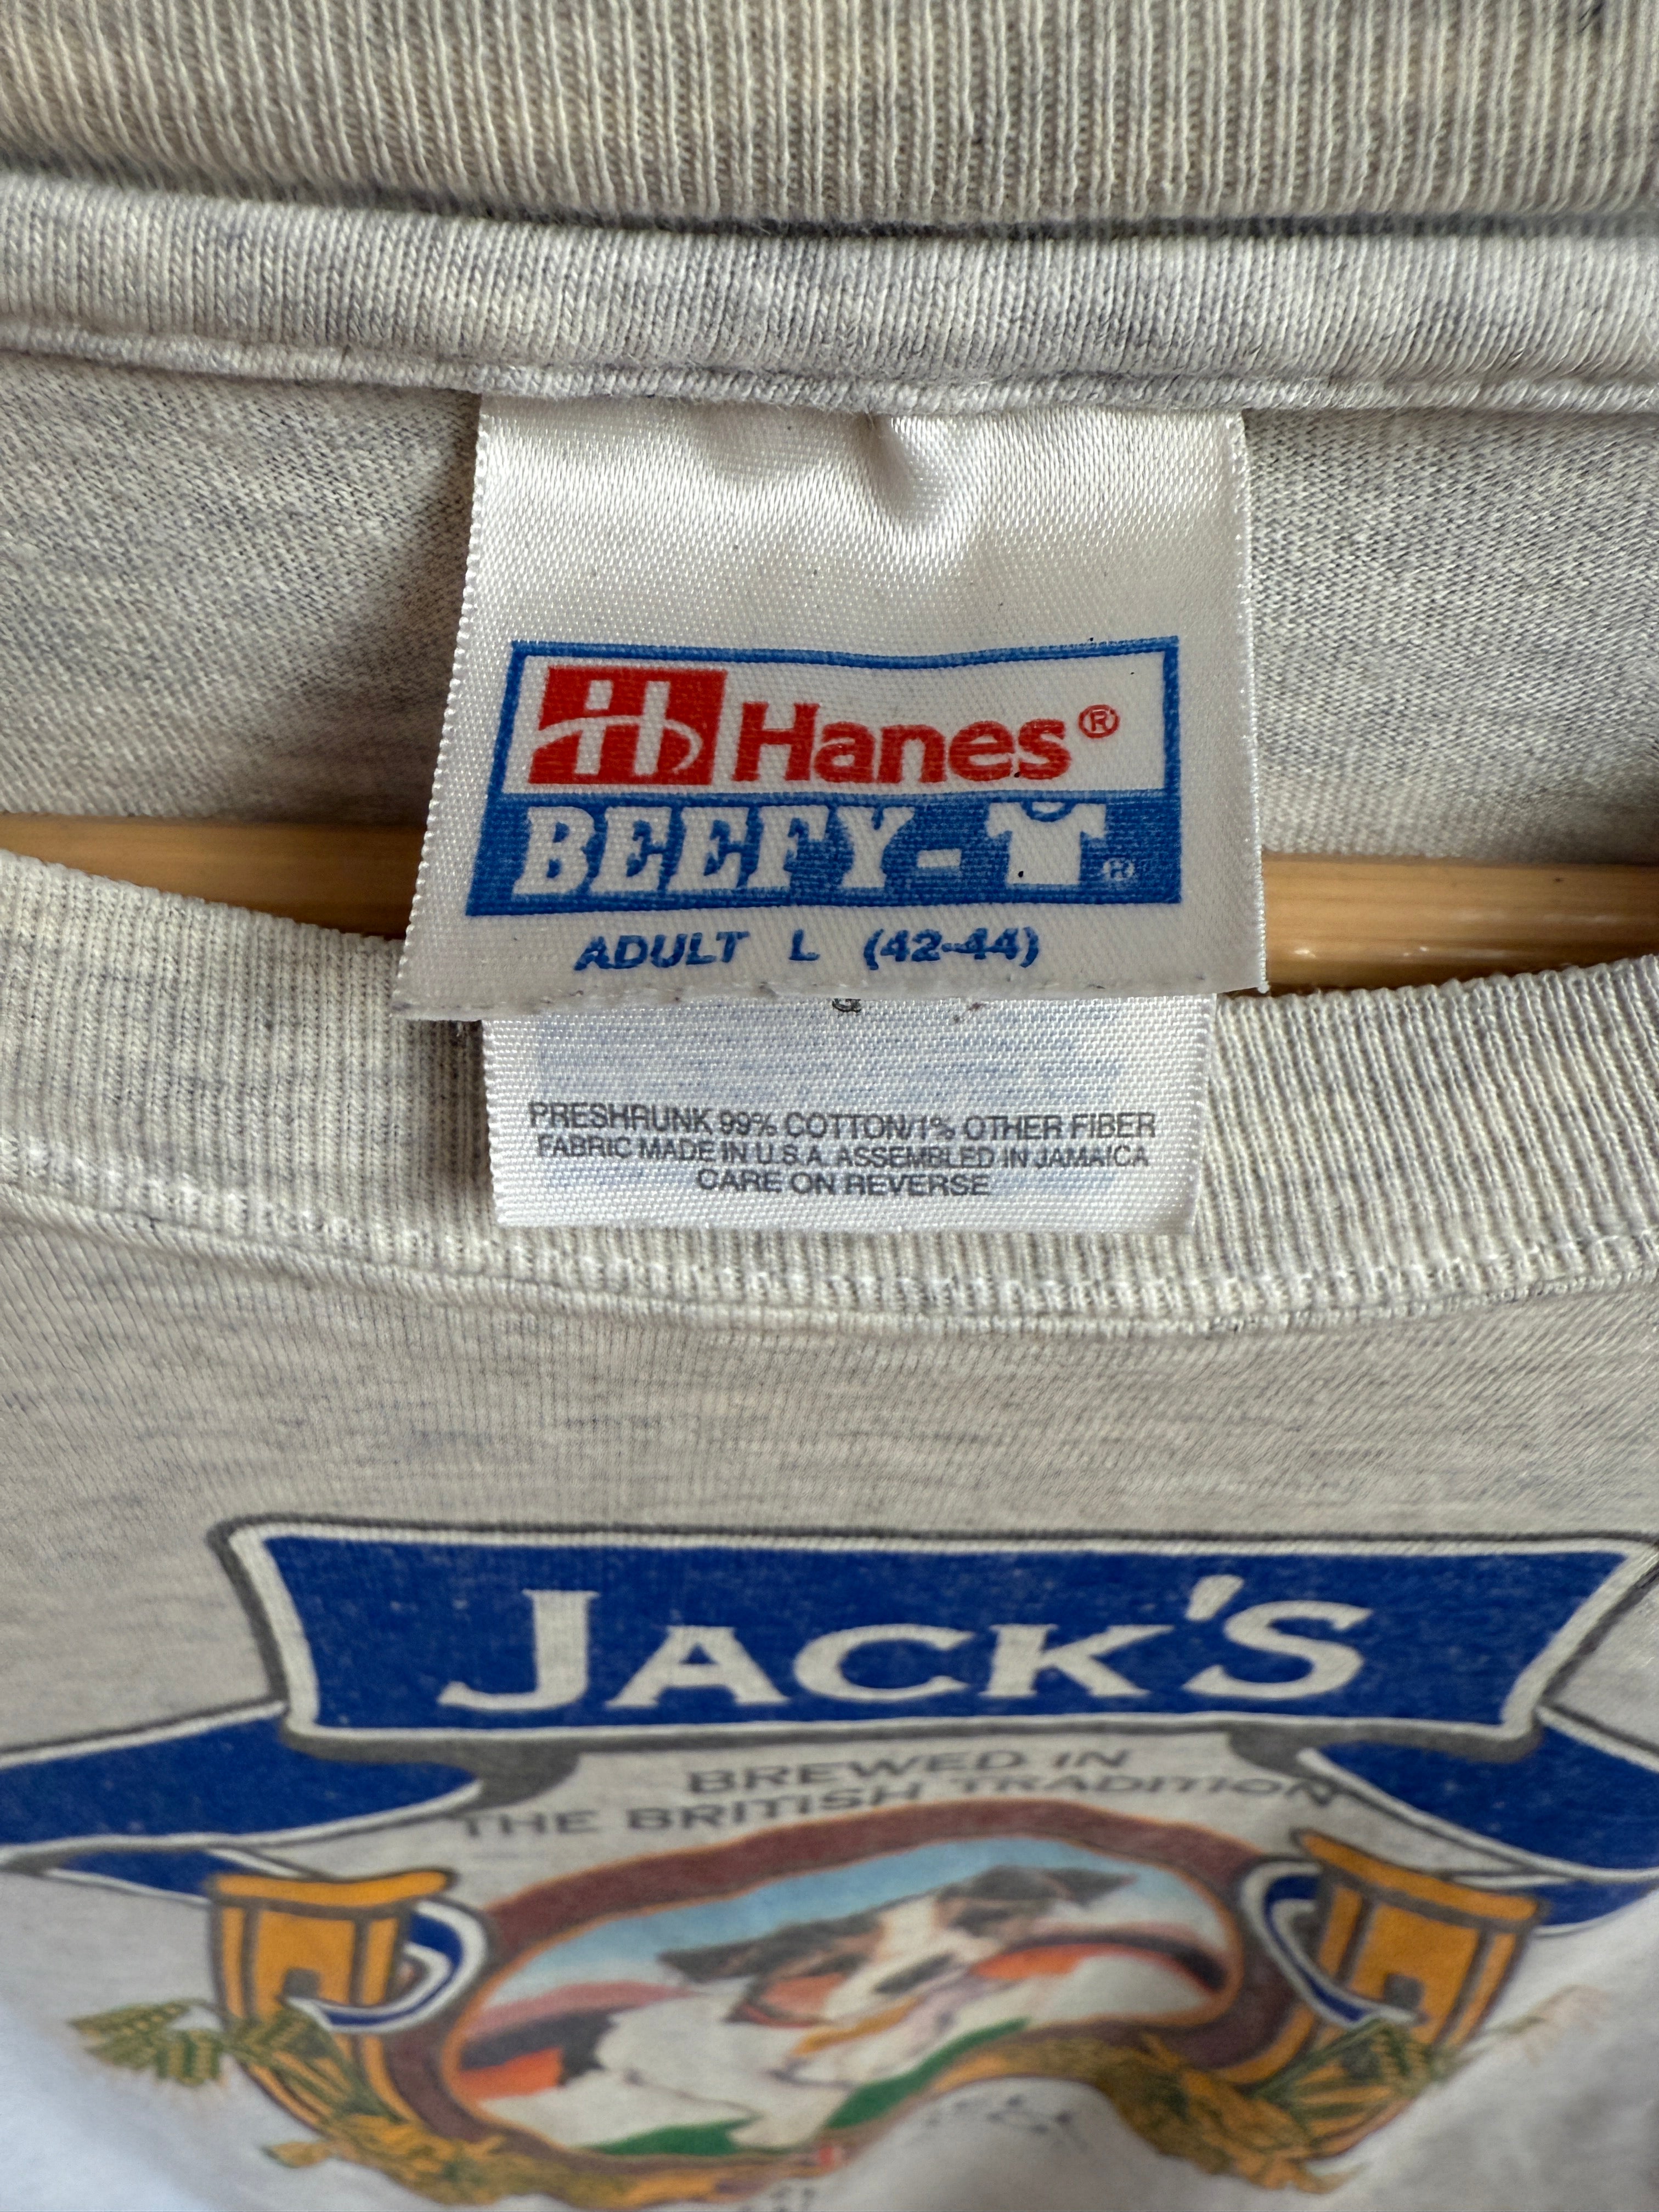 Hanes®
BEEFY-T®
ADULT L (42-44)
G
PRESHRUNK 99% COTTON/1% OTHER FIBER
FABRIC MADE IN U.S.A. ASSEMBLED IN JAMAICA
CARE ON REVERSE
JACK'S
BREWED IN
THE BRITISH TRADITION